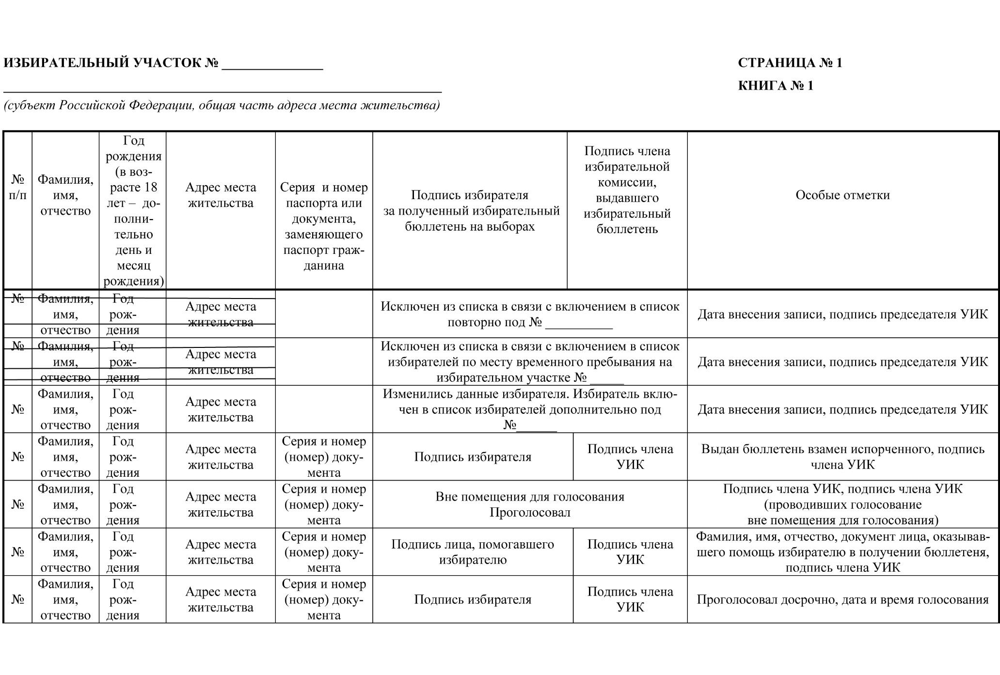 ИЗБИРАТЕЛЬНЫЙ УЧАСТОК № _______________
СТРАНИЦА № 1
КНИГА № 1
(субъект Российской Федерации, общая часть адреса места жительства)
№
п/п
Фамилия,
имя,
отчество
Год
рождения
(в воз-
расте 18
лет – до-
полни-
тельно
день и
месяц
рождения)
Адрес места
жительства
Серия и номер
паспорта или
документа,
заменяющего
паспорт граж-
данина
Подпись избирателя
за полученный избирательный
бюллетень на выборах
Подпись члена
избирательной
комиссии,
выдавшего
избирательный
бюллетень
Особые отметки
№
Фамилия,
имя,
отчество
Год
рож-
дения
Адрес места
жительства
Исключен из списка в связи с включением в список
повторно под № __________
Дата внесения записи, подпись председателя УИК
№
Фамилия,
имя,
отчество
Год
рож-
дения
Адрес места
жительства
Исключен из списка в связи с включением в список
избирателей по месту временного пребывания на
избирательном участке № _____
Дата внесения записи, подпись председателя УИК
№
Фамилия,
имя,
отчество
Год
рож-
дения
Адрес места
жительства
Изменились данные избирателя. Избиратель вклю-
чен в список избирателей дополнительно под
№______
Дата внесения записи, подпись председателя УИК
№
Фамилия,
имя,
отчество
Год
рож-
дения
Адрес места
жительства
Серия и номер
(номер) доку-
мента
Подпись избирателя
Подпись члена
УИК
Выдан бюллетень взамен испорченного, подпись
члена УИК
№
Фамилия,
имя,
отчество
Год
рож-
дения
Адрес места
жительства
Серия и номер
(номер) доку-
мента
Вне помещения для голосования
Проголосовал
Подпись члена УИК, подпись члена УИК
(проводивших голосование
вне помещения для голосования)
№
Фамилия,
имя,
отчество
Год
рож-
дения
Адрес места
жительства
Серия и номер
(номер) доку-
мента
Подпись лица, помогавшего
избирателю
Подпись члена
УИК
Фамилия, имя, отчество, документ лица, оказывав-
шего помощь избирателю в получении бюллетеня,
подпись члена УИК
№
Фамилия,
имя,
отчество
Год
рож-
дения
Адрес места
жительства
Серия и номер
(номер) доку-
мента
Подпись избирателя
Подпись члена
УИК
Проголосовал досрочно, дата и время голосования